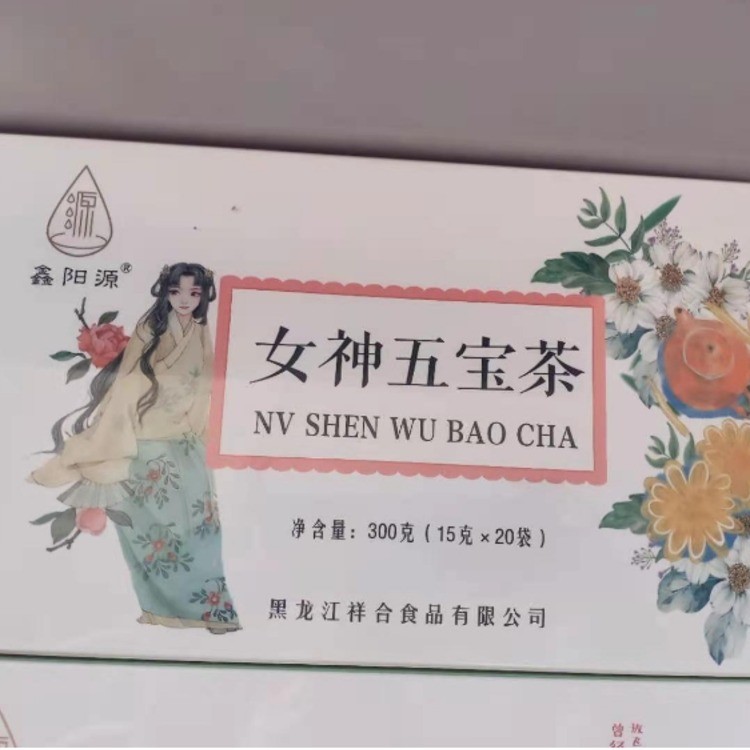 源
鑫阳源®
女神五宝茶
NV SHEN WU BAO CHA
净含量：300克（15克×20袋）
黑龙江祥合食品有限公司